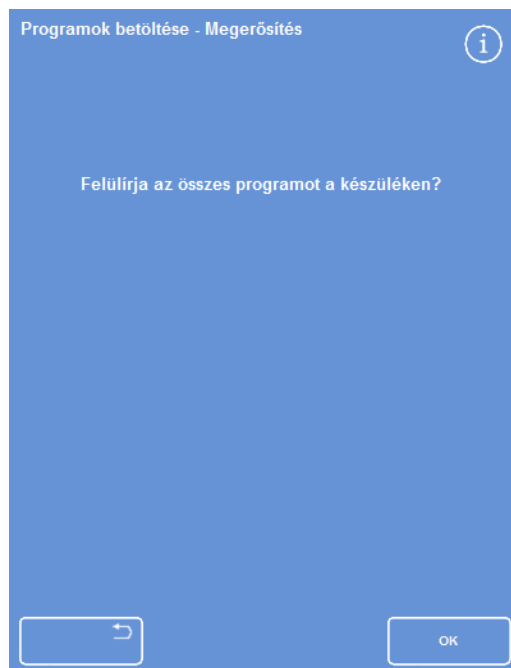 Programok betöltése - Megerősítés
i
Felülírja az összes programot a készüléken?
OK